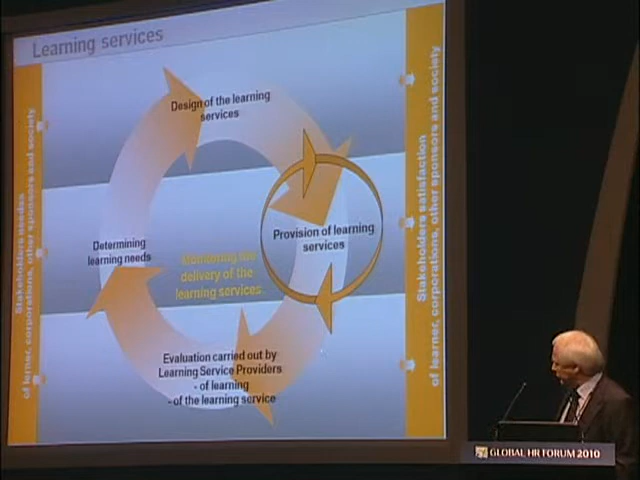 Learning services
Stakeholders needs
of lerner, corporations, other sponsors and society
Design of the learning
services
Provision of learning
services
Determining
learning needs
Monitoring the
delivery of the
learning services
Evaluation carried out by
Learning Service Providers
- of learning
- of the learning service
Stakeholders satisfaction
of learner, corporations, other sponsors and society
GLOBAL HR FORUM 2010